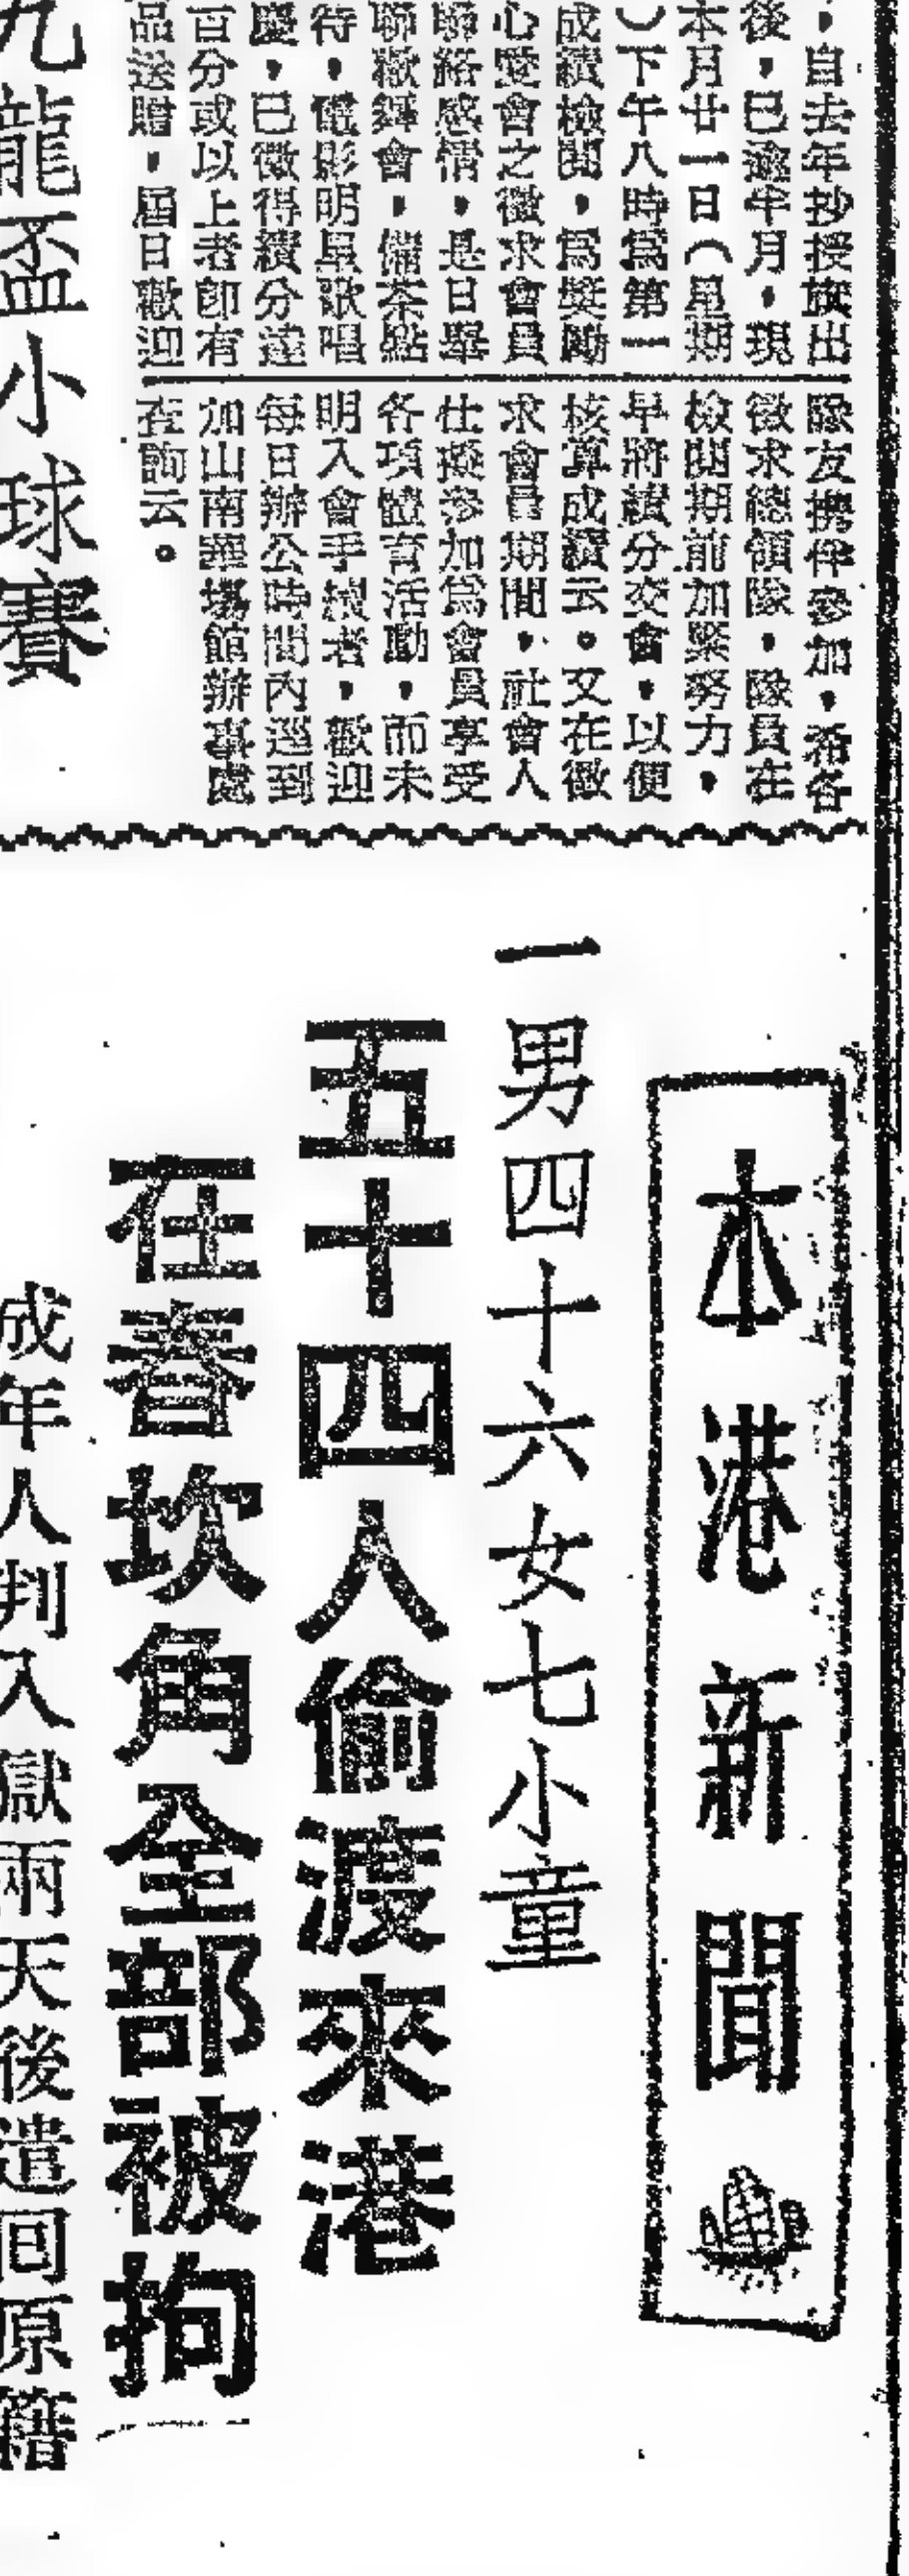 ，自去年抄授旗出
後，已逾半月，現
本月廿一日（星期
）下午八時為第一
成績檢閱，為獎勵
心愛會之徵求會員
聯絡感情，是日舉
聯歡舞會，備茶點
待，電影明星歌唱
慶，已徵得績分達
百分或以上者卽有
品送贈，屆日歡迎
隊友携伴參加，希各
徵求總領隊，隊員在
檢閱期前加緊努力，
早將績分交會，以便
核算成績云。又在徵
求會員期間，社會人
仕擬參加為會員享受
各項體育活動，而未
明入會手續者，歡迎
每日辦公時間內逕到
加山南華塲館辦事處
查詢云。
九龍盃小球賽
本港新聞
一男四十六女七小童
五十四人偷渡來港
在舂坎角全部被拘
成年人判入獄兩天後遣回原籍